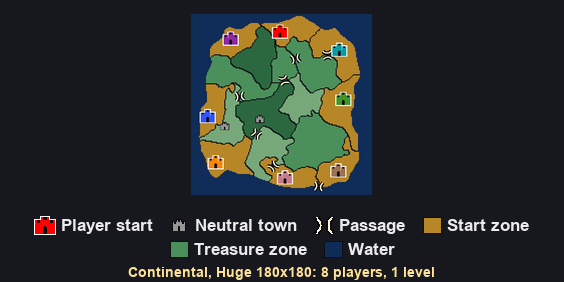 Player start Neutral town Passage Start zone
Treasure zone Water
Continental, Huge 180x180: 8 players, 1 level